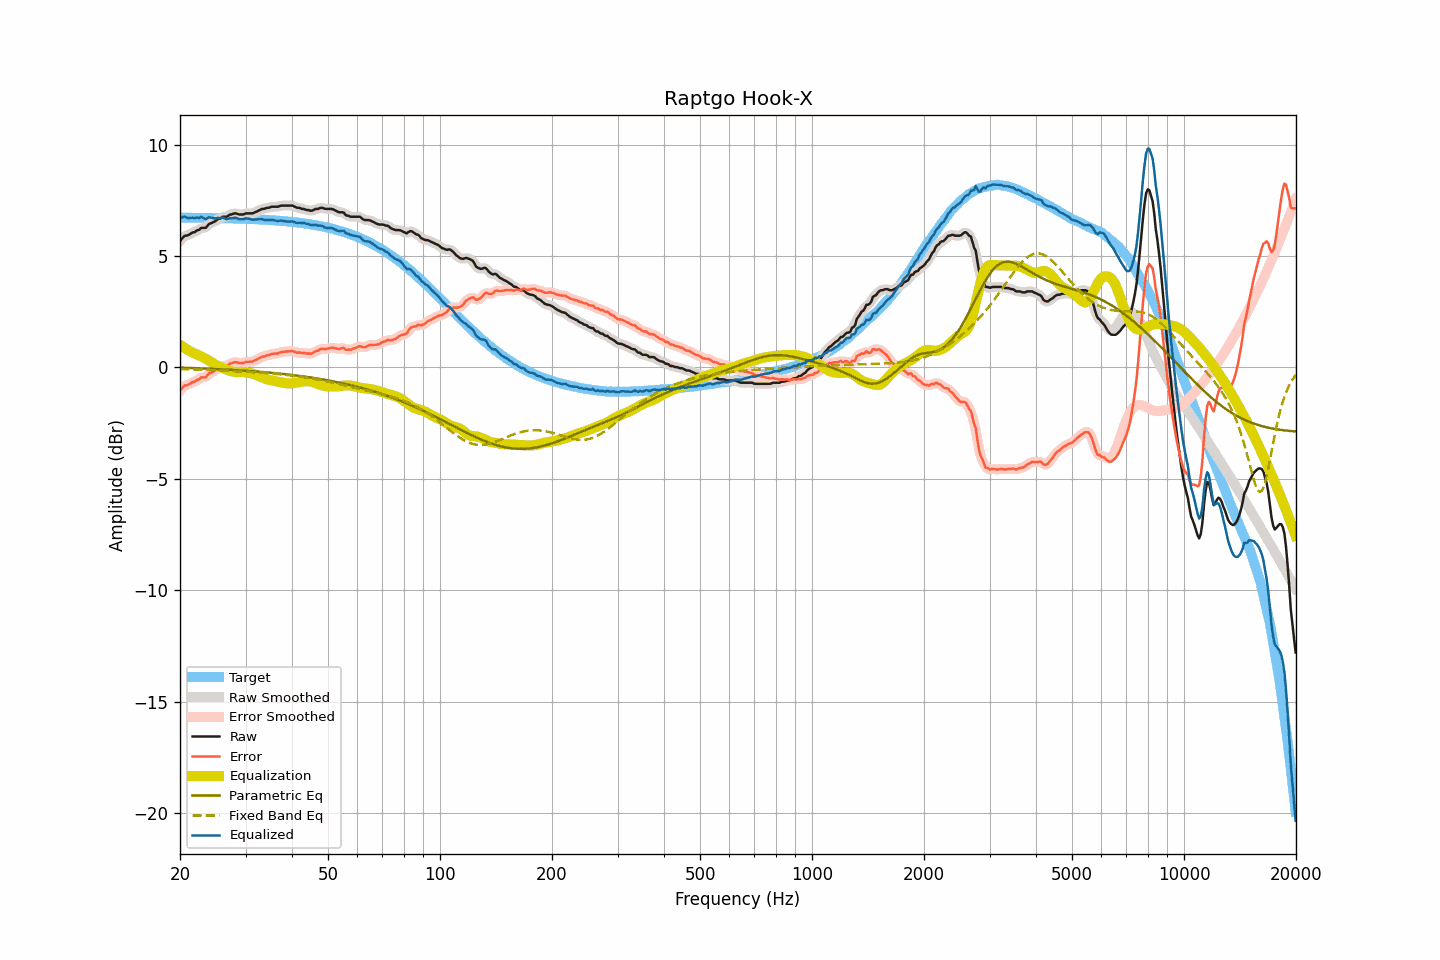 Raptgo Hook-X
10
5
0
−5
−10
−15
−20
Amplitude (dBr)
Target
Raw Smoothed
Error Smoothed
Raw
Error
Equalization
Parametric Eq
Fixed Band Eq
Equalized
20 50 100 200 500 1000 2000 5000 10000 20000
Frequency (Hz)